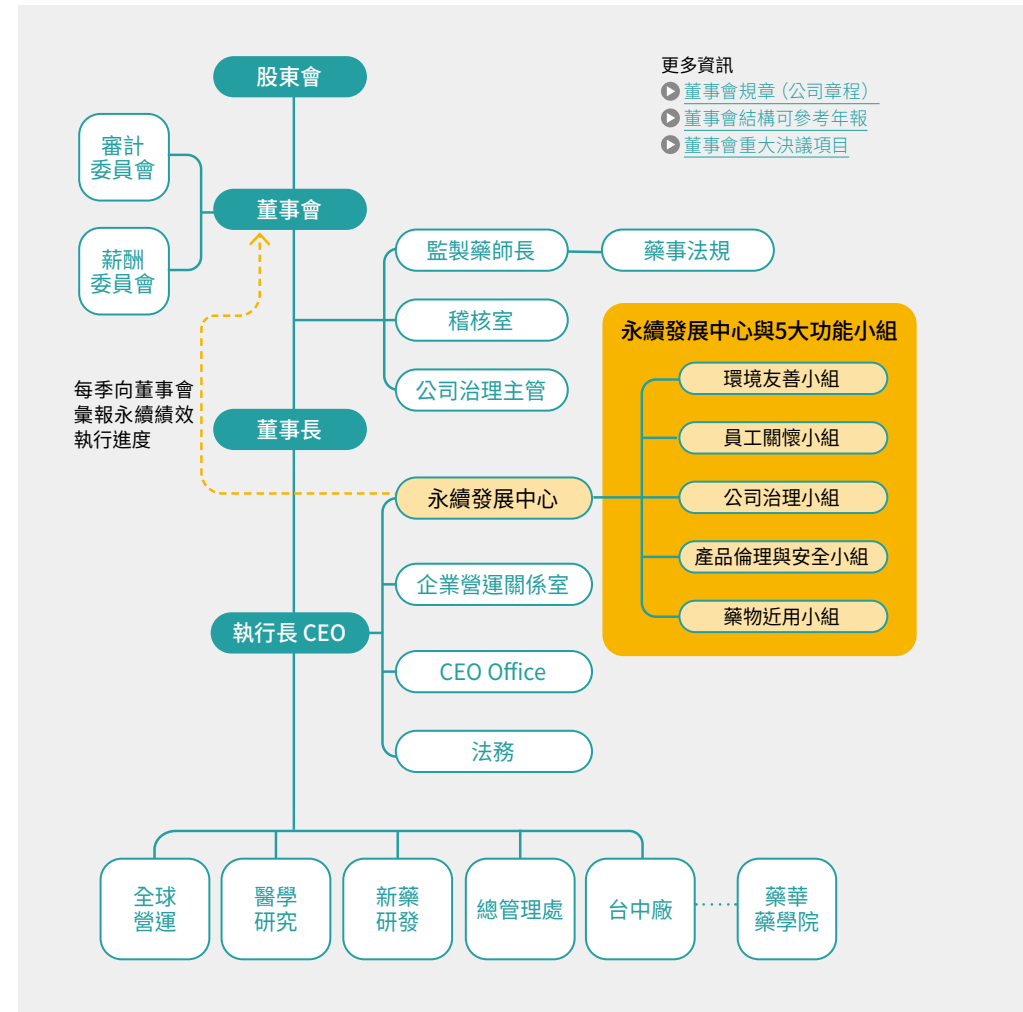 股東會
更多資訊
董事會規章（公司章程）
董事會結構可參考年報
董事會重大決議項目
審計
委員會
董事會
薪酬
委員會
監製藥師長
藥事法規
稽核室
公司治理主管
每季向董事會
彙報永續績效
執行進度
董事長
永續發展中心與5大功能小組
環境友善小組
員工關懷小組
公司治理小組
產品倫理與安全小組
藥物近用小組
永續發展中心
企業營運關係室
執行長 CEO
CEO Office
法務
全球
營運
醫學
研究
新藥
研發
總管理處
台中廠
藥華
藥學院